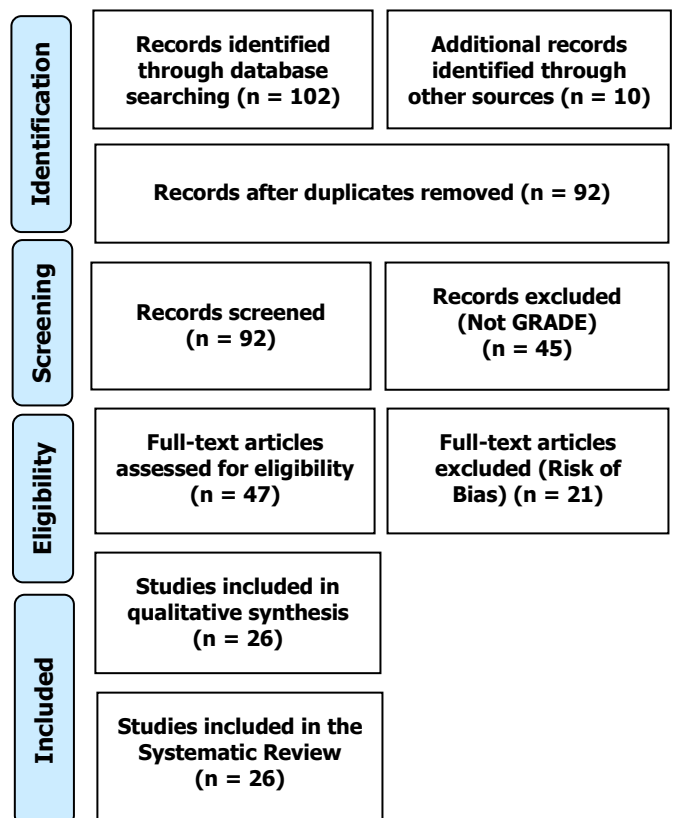 Identification
Records identified
through database
searching (n = 102)
Additional records
identified through
other sources (n = 10)
Records after duplicates removed (n = 92)
Screening
Records screened
(n = 92)
Records excluded
(Not GRADE)
(n = 45)
Eligibility
Full-text articles
assessed for eligibility
(n = 47)
Full-text articles
excluded (Risk of
Bias) (n = 21)
Included
Studies included in
qualitative synthesis
(n = 26)
Studies included in the
Systematic Review
(n = 26)